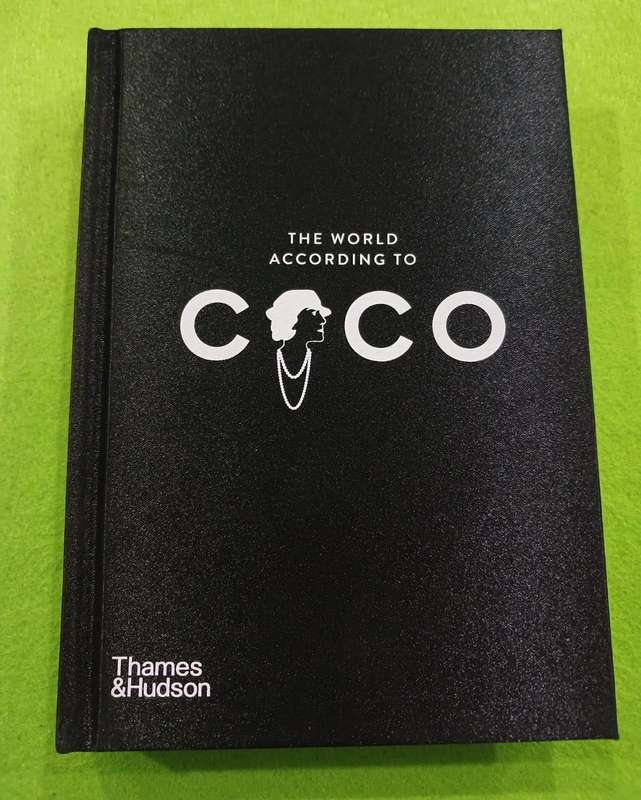 THE WORLD
ACCORDING TO
COCO
Thames
&Hudson